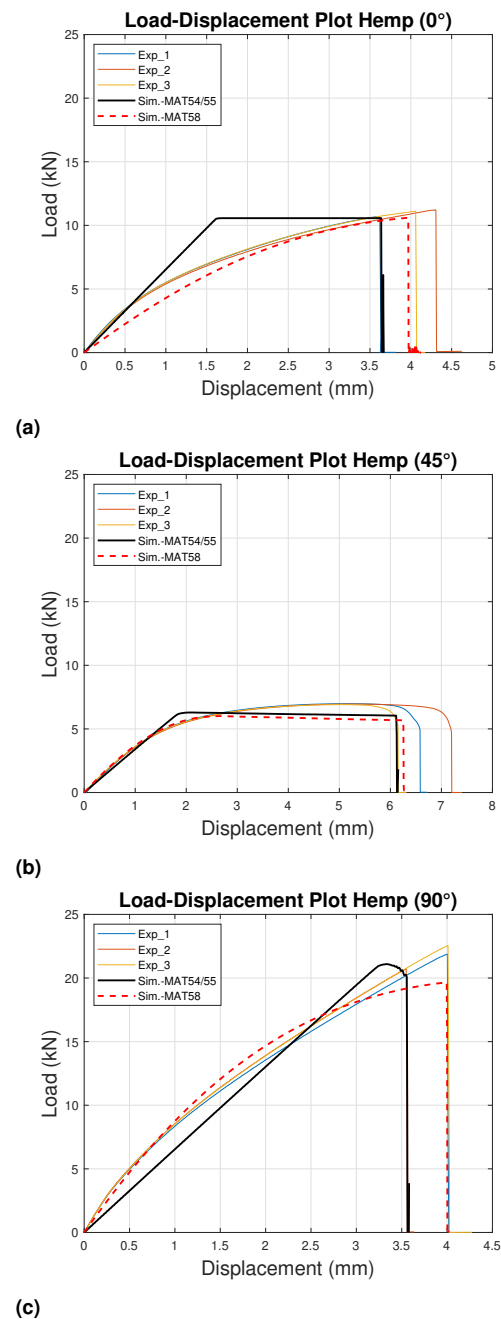 Load-Displacement Plot Hemp (0°)
25
20
15
10
5
0
Load (kN)
Exp_1
Exp_2
Exp_3
Sim.-MAT54/55
Sim.-MAT58
0 0.5 1 1.5 2 2.5 3 3.5 4 4.5 5
Displacement (mm)
(a)
Load-Displacement Plot Hemp (45°)
25
20
15
10
5
0
Load (kN)
Exp_1
Exp_2
Exp_3
Sim.-MAT54/55
Sim.-MAT58
0 1 2 3 4 5 6 7 8
Displacement (mm)
(b)
Load-Displacement Plot Hemp (90°)
25
20
15
10
5
0
Load (kN)
Exp_1
Exp_2
Exp_3
Sim.-MAT54/55
Sim.-MAT58
0 0.5 1 1.5 2 2.5 3 3.5 4 4.5
Displacement (mm)
(c)